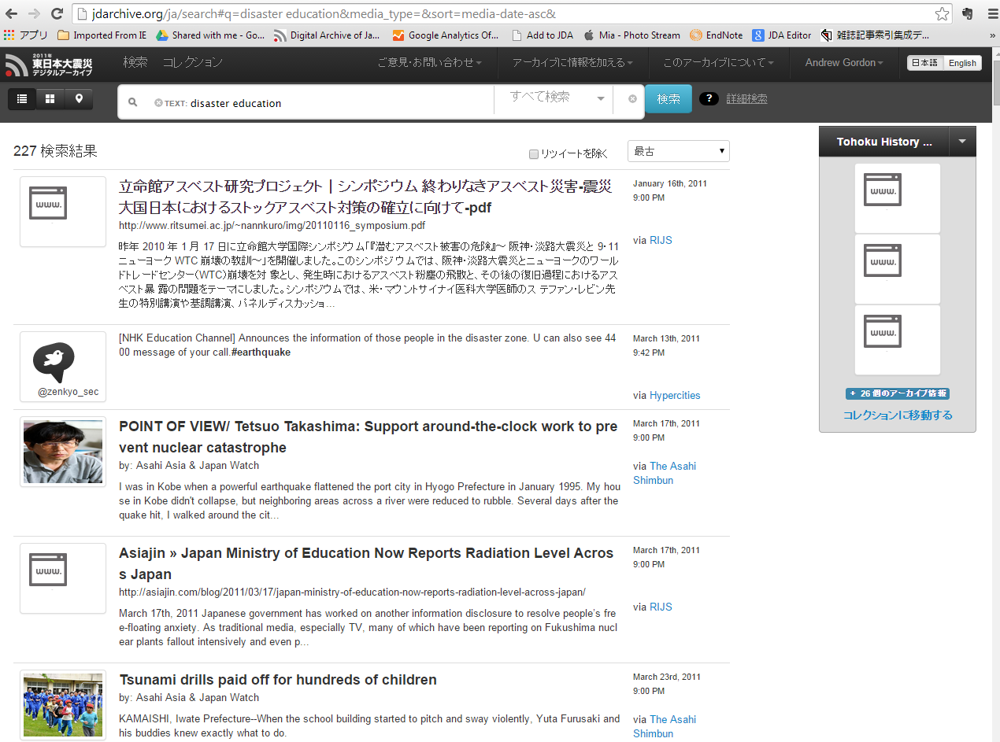 jdarchive.org/ja/search#q=disaster education&media_type=&sort=media-date-asc&
アプリ Imported From IE Shared with me - Go... Digital Archive of Ja... Google Analytics Of... Add to JDA Mia - Photo Stream EndNote JDA Editor 雑誌記事索引集成デ... »
2011年
東日本大震災
デジタルアーカイブ
検索 コレクション ご意見・お問い合わせ アーカイブに情報を加える このアーカイブについて Andrew Gordon 日本語 English
TEXT: disaster education すべて検索 検索 ? 詳細検索
227 検索結果 リツイートを除く 最古
Tohoku History ...
立命館アスベスト研究プロジェクト | シンポジウム 終わりなきアスベスト災害-震災
大国日本におけるストックアスベスト対策の確立に向けて-pdf
http://www.ritsumei.ac.jp/~nannkuro/img/20110116_symposium.pdf
昨年 2010 年 1 月 17 日に立命館大学国際シンポジウム「『潜むアスベスト被害の危険』～ 阪神・淡路大震災と 9・11
ニューヨーク WTC 崩壊の教訓～」を開催しました。このシンポジウムでは、阪神・淡路大震災とニューヨークのワール
ドトレードセンター（WTC）崩壊を対 象とし、発生時におけるアスベスト粉塵の飛散と、その後の復旧過程におけるアス
ベスト暴 露の問題をテーマにしました。シンポジウムでは、米・マウントサイナイ医科大学医師のス テファン・レビン先
生の特別講演や基調講演、パネルディスカッショ...
January 16th, 2011
9:00 PM
via RIJS
www.
[NHK Education Channel] Announces the information of those people in the disaster zone. U can also see 44
00 message of your call.#earthquake
@zenkyo_sec
March 13th, 2011
9:42 PM
via Hypercities
POINT OF VIEW/ Tetsuo Takashima: Support around-the-clock work to pre
vent nuclear catastrophe
by: Asahi Asia & Japan Watch
I was in Kobe when a powerful earthquake flattened the port city in Hyogo Prefecture in January 1995. My hou
se in Kobe didn't collapse, but neighboring areas across a river were reduced to rubble. Several days after the
quake hit, I walked around the cit...
March 17th, 2011
9:00 PM
via The Asahi
Shimbun
www.
Asiajin » Japan Ministry of Education Now Reports Radiation Level Acros
s Japan
http://asiajin.com/blog/2011/03/17/japan-ministry-of-education-now-reports-radiation-level-across-japan/
March 17th, 2011 Japanese government has worked on another information disclosure to resolve people's fre
e-floating anxiety. As traditional media, especially TV, many of which have been reporting on Fukushima nucl
ear plants fallout intensively and even p...
March 17th, 2011
9:00 PM
via RIJS
Tsunami drills paid off for hundreds of children
by: Asahi Asia & Japan Watch
KAMAISHI, Iwate Prefecture--When the school building started to pitch and sway violently, Yuta Furusaki and
his buddies knew exactly what to do.
March 23rd, 2011
9:00 PM
via The Asahi
Shimbun
www.
www.
www.
+ 26 個のアーカイブ情報
コレクションに移動する